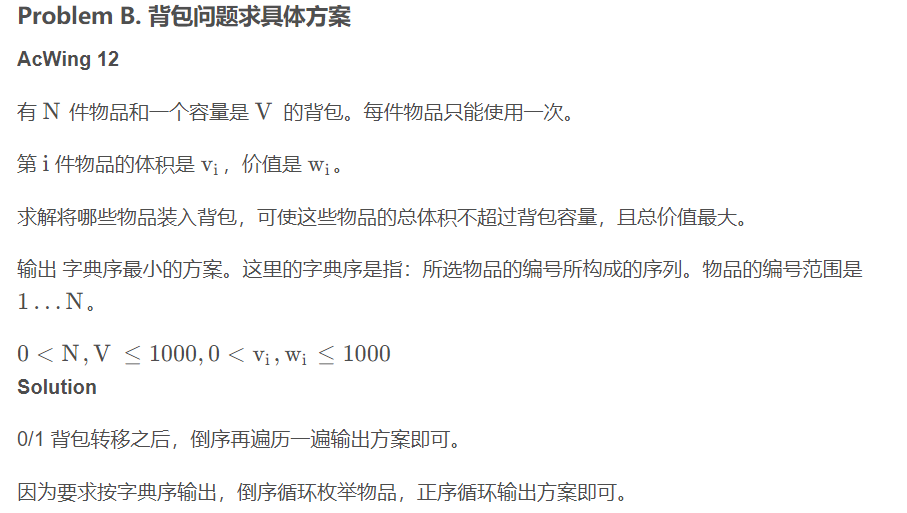 Problem B. 背包问题求具体方案
AcWing 12
有 N 件物品和一个容量是 V 的背包。每件物品只能使用一次。
第 i 件物品的体积是 vᵢ，价值是 wᵢ。
求解将哪些物品装入背包，可使这些物品的总体积不超过背包容量，且总价值最大。
输出 字典序最小的方案。这里的字典序是指：所选物品的编号所构成的序列。物品的编号范围是
1 … N。
0 < N, V ≤ 1000, 0 < vᵢ, wᵢ ≤ 1000
Solution
0/1 背包转移之后，倒序再遍历一遍输出方案即可。
因为要求按字典序输出，倒序循环枚举物品，正序循环输出方案即可。